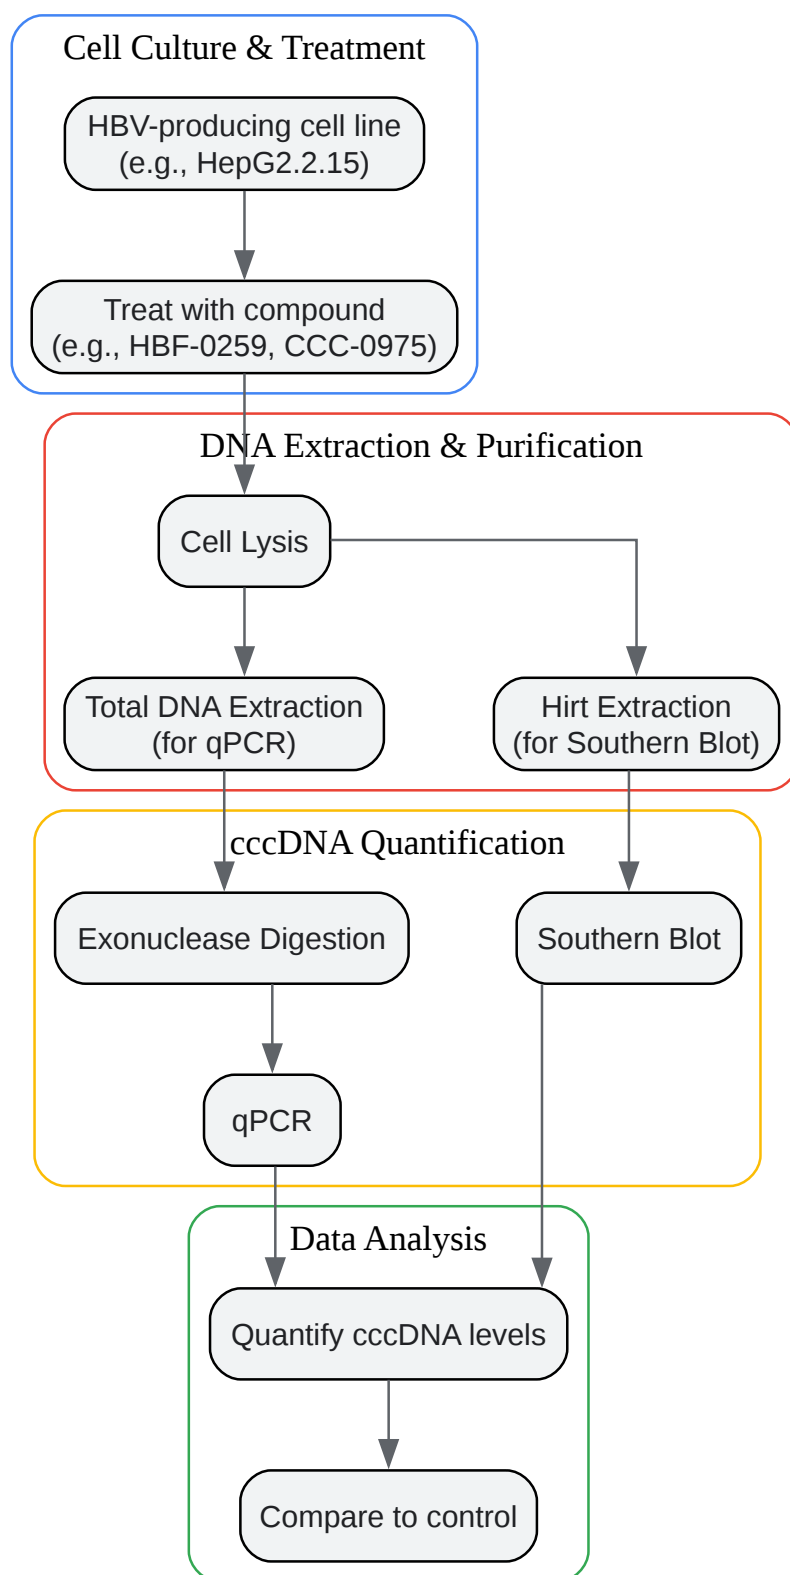 Cell Culture & Treatment
HBV-producing cell line
(e.g., HepG2.2.15)
Treat with compound
(e.g., HBF-0259, CCC-0975)
DNA Extraction & Purification
Cell Lysis
Total DNA Extraction
(for qPCR)
Hirt Extraction
(for Southern Blot)
cccDNA Quantification
Exonuclease Digestion
Southern Blot
qPCR
Data Analysis
Quantify cccDNA levels
Compare to control